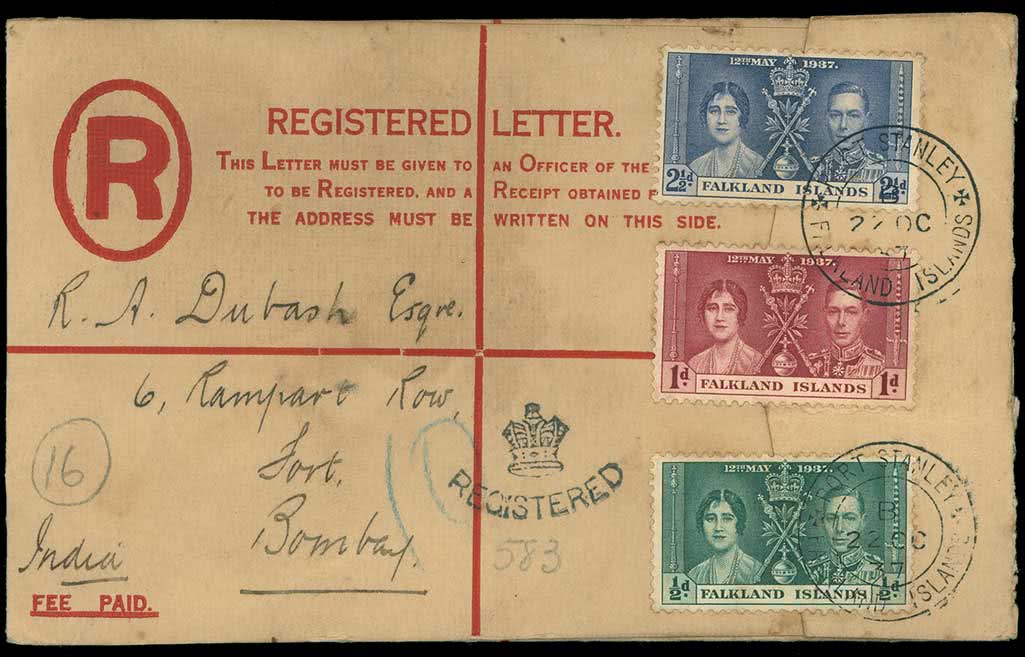 R
REGISTERED LETTER.
THIS LETTER MUST BE GIVEN TO AN OFFICER OF THE
TO BE REGISTERED, AND A RECEIPT OBTAINED F
THE ADDRESS MUST BE WRITTEN ON THIS SIDE.
R. A. Dubash Esqre.
6, Rampart Row,
Fort,
Bombay
India
16
FEE PAID.
REGISTERED
583
12TH MAY 1937.
2½d 2½d
FALKLAND ISLANDS
PORT STANLEY
22 OC
FALKLAND ISLANDS
12TH MAY 1937.
1d. 1d.
FALKLAND ISLANDS
12TH MAY 1937.
½d ½d
FALKLAND ISLANDS
PORT STANLEY
B
22 OC
37
FALKLAND ISLANDS